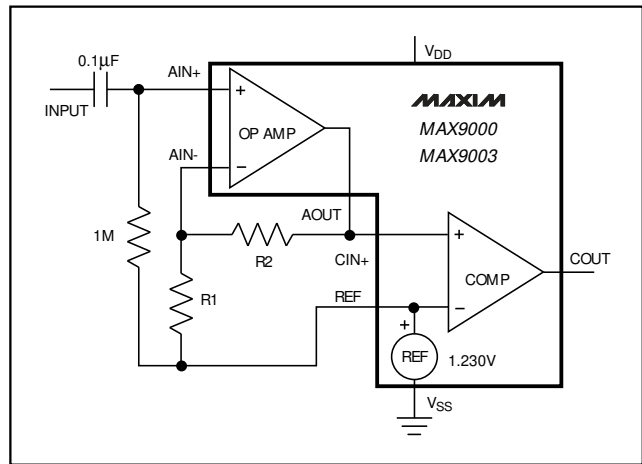 V_DD
0.1µF
AIN+
INPUT
+
OP AMP
−
MAXIM
MAX9000
MAX9003
AIN-
AOUT
1M
R2
CIN+
+
COMP
−
COUT
R1
REF
+
REF
1.230V
V_SS